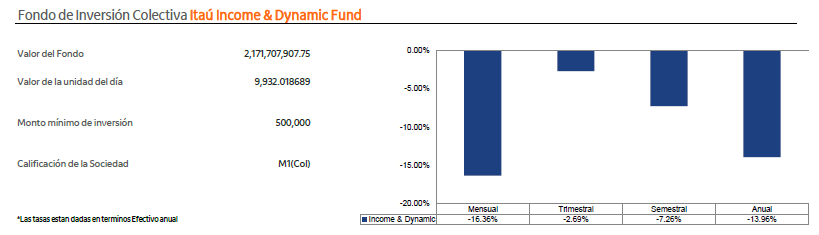 Fondo de Inversión Colectiva Itaú Income & Dynamic Fund
Valor del Fondo 2,171,707,907.75
Valor de la unidad del día 9,932.018689
Monto mínimo de inversión 500,000
Calificación de la Sociedad M1(Col)
*Las tasas estan dadas en terminos Efectivo anual
0.00%
-5.00%
-10.00%
-15.00%
-20.00%
Mensual Trimestral Semestral Anual
Income & Dynamic -16.36% -2.69% -7.26% -13.96%